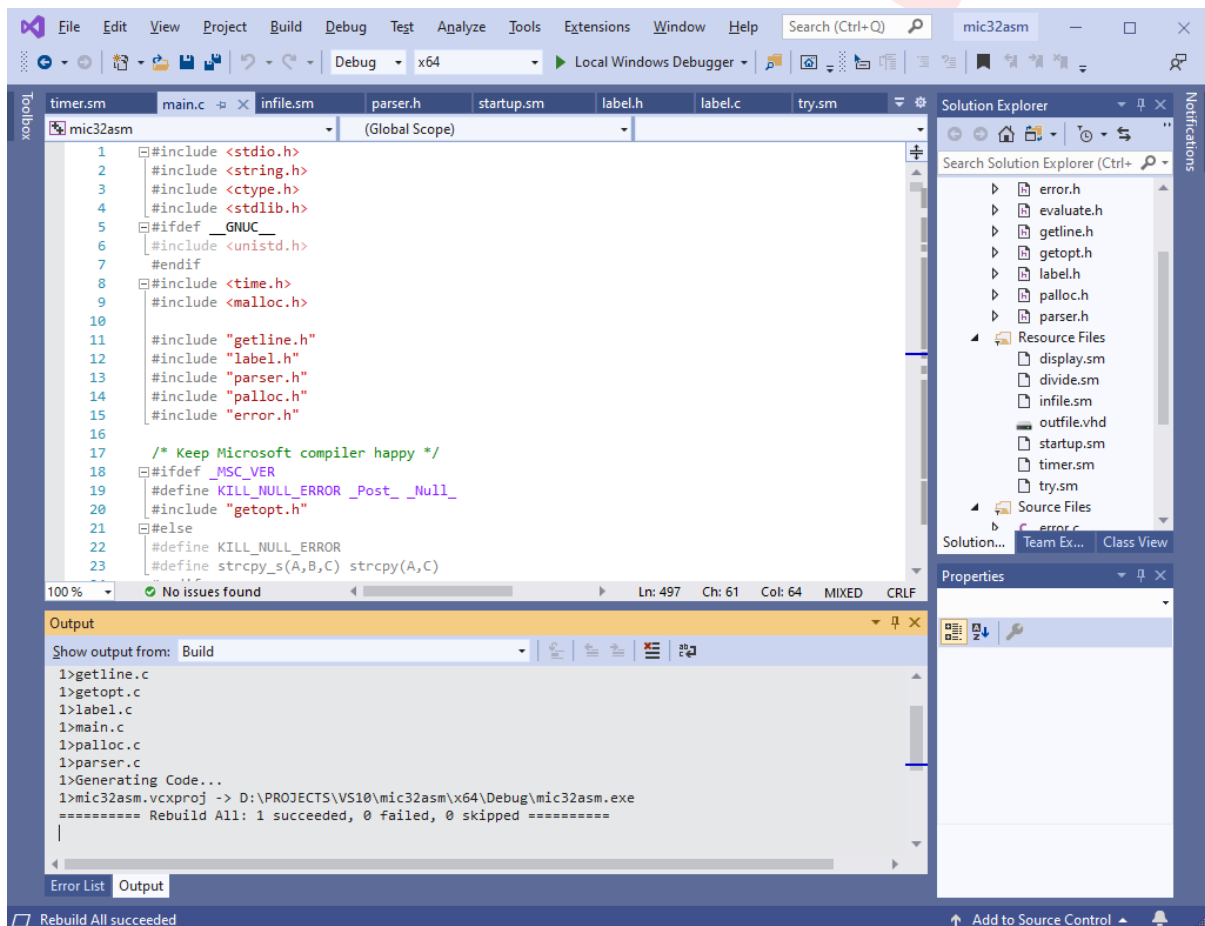 File Edit View Project Build Debug Test Analyze Tools Extensions Window Help Search (Ctrl+Q) mic32asm
Debug x64 Local Windows Debugger
Toolbox
timer.sm main.c infile.sm parser.h startup.sm label.h label.c try.sm
mic32asm (Global Scope)
1 #include <stdio.h>
2 #include <string.h>
3 #include <ctype.h>
4 #include <stdlib.h>
5 #ifdef __GNUC__
6 #include <unistd.h>
7 #endif
8 #include <time.h>
9 #include <malloc.h>
10
11 #include "getline.h"
12 #include "label.h"
13 #include "parser.h"
14 #include "palloc.h"
15 #include "error.h"
16
17 /* Keep Microsoft compiler happy */
18 #ifdef _MSC_VER
19 #define KILL_NULL_ERROR _Post_ _Null_
20 #include "getopt.h"
21 #else
22 #define KILL_NULL_ERROR
23 #define strcpy_s(A,B,C) strcpy(A,C)
100 % No issues found Ln: 497 Ch: 61 Col: 64 MIXED CRLF
Output
Show output from: Build
1>getline.c
1>getopt.c
1>label.c
1>main.c
1>palloc.c
1>parser.c
1>Generating Code...
1>mic32asm.vcxproj -> D:\PROJECTS\VS10\mic32asm\x64\Debug\mic32asm.exe
========== Rebuild All: 1 succeeded, 0 failed, 0 skipped ==========
Error List Output
Solution Explorer
Search Solution Explorer (Ctrl+
error.h
evaluate.h
getline.h
getopt.h
label.h
palloc.h
parser.h
Resource Files
display.sm
divide.sm
infile.sm
outfile.vhd
startup.sm
timer.sm
try.sm
Source Files
error.c
Solution... Team Ex... Class View
Properties
Notifications
Rebuild All succeeded Add to Source Control